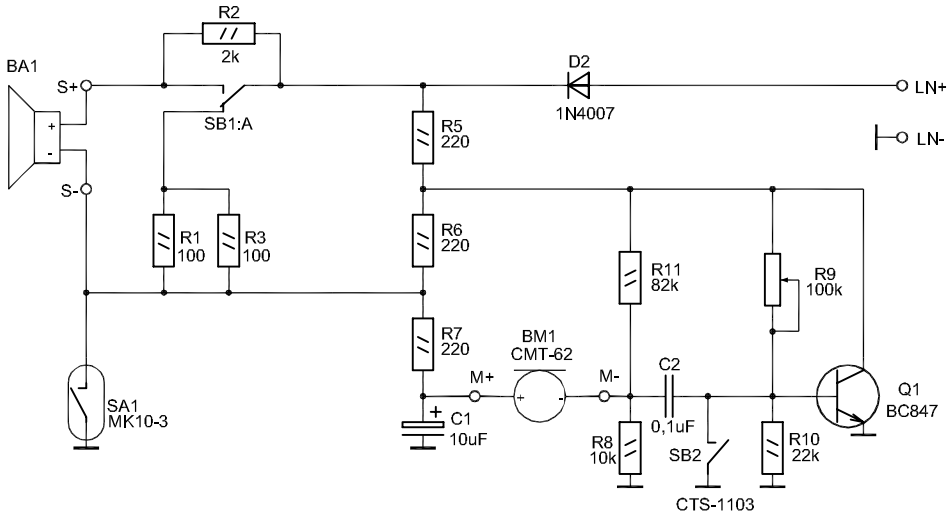 R2
2k
BA1
S+
D2
LN+
1N4007
SB1:A
+
-
R5
220
LN-
S-
R1
100
R3
100
R6
220
R11
82k
R9
100k
R7
220
BM1
CMT-62
M+
M-
C2
Q1
BC847
SA1
MK10-3
+
-
+
C1
10uF
R8
10k
0,1uF
SB2
R10
22k
CTS-1103